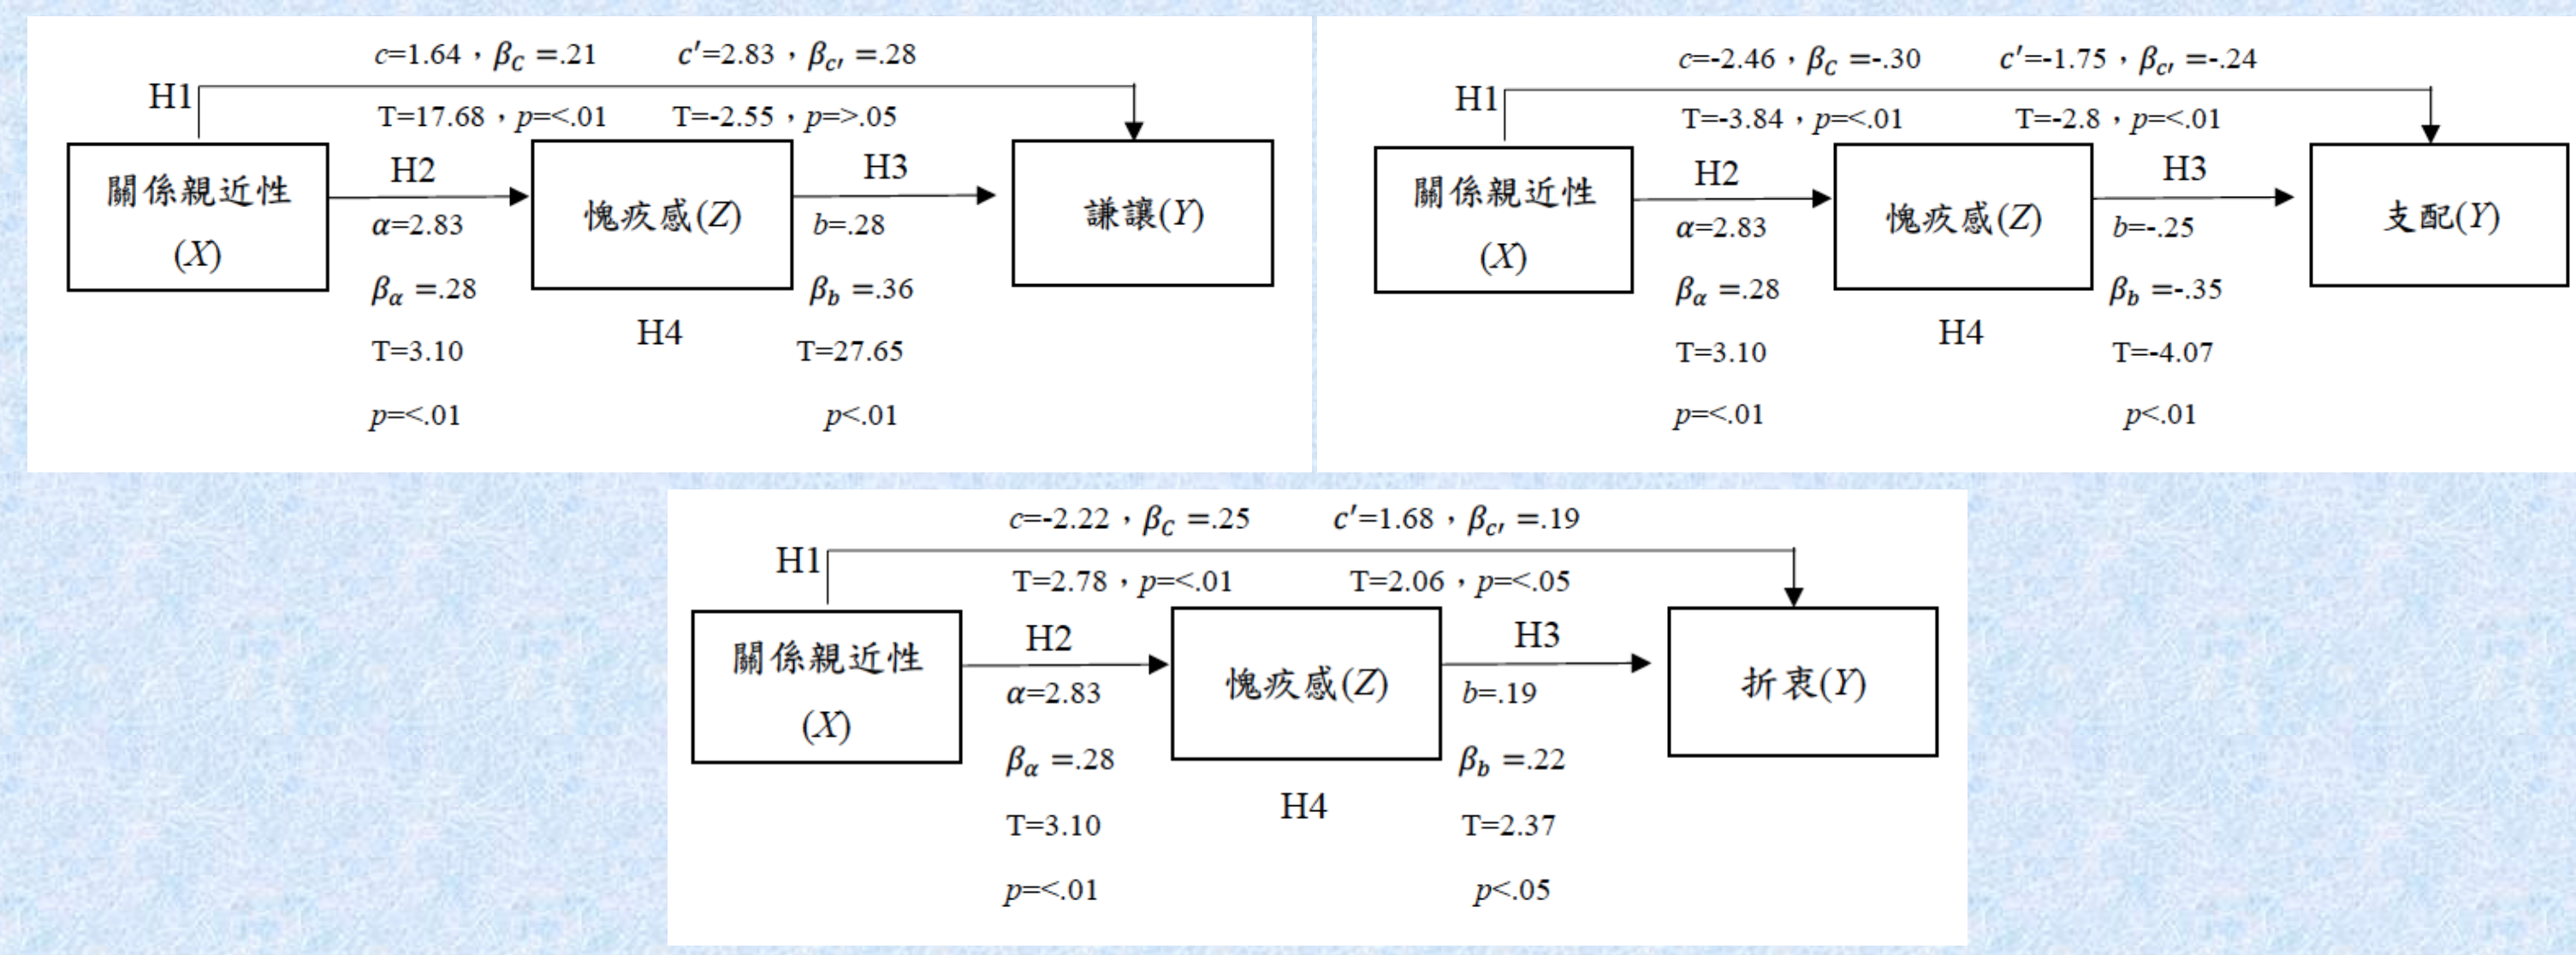 c=1.64，βC =.21 c′=2.83，βc′ =.28
H1
T=17.68，p=<.01 T=-2.55，p=>.05
關係親近性
(X)
H2
α=2.83
βα =.28
T=3.10
p=<.01
愧疚感(Z)
H4
H3
b=.28
βb =.36
T=27.65
p<.01
謙讓(Y)
c=-2.46，βC =-.30 c′=-1.75，βc′ =-.24
H1
T=-3.84，p=<.01 T=-2.8，p=<.01
關係親近性
(X)
H2
α=2.83
βα =.28
T=3.10
p=<.01
愧疚感(Z)
H4
H3
b=-.25
βb =-.35
T=-4.07
p<.01
支配(Y)
c=-2.22，βC =.25 c′=1.68，βc′ =.19
H1
T=2.78，p=<.01 T=2.06，p=<.05
關係親近性
(X)
H2
α=2.83
βα =.28
T=3.10
p=<.01
愧疚感(Z)
H4
H3
b=.19
βb =.22
T=2.37
p<.05
折衷(Y)